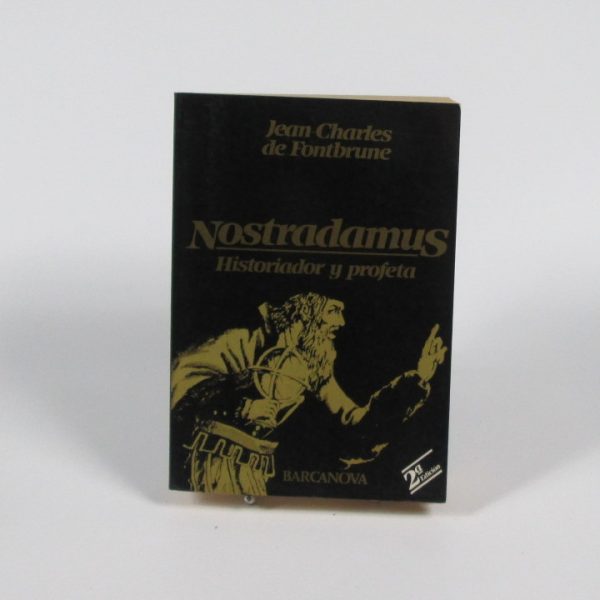 Jean-Charles
de Fontbrune
Nostradamus
Historiador y profeta
BARCANOVA
2ª
Edición